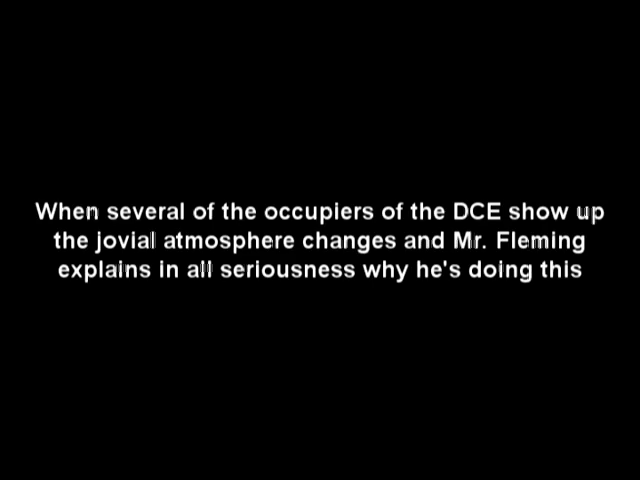 When several of the occupiers of the DCE show up
the jovial atmosphere changes and Mr. Fleming
explains in all seriousness why he's doing this